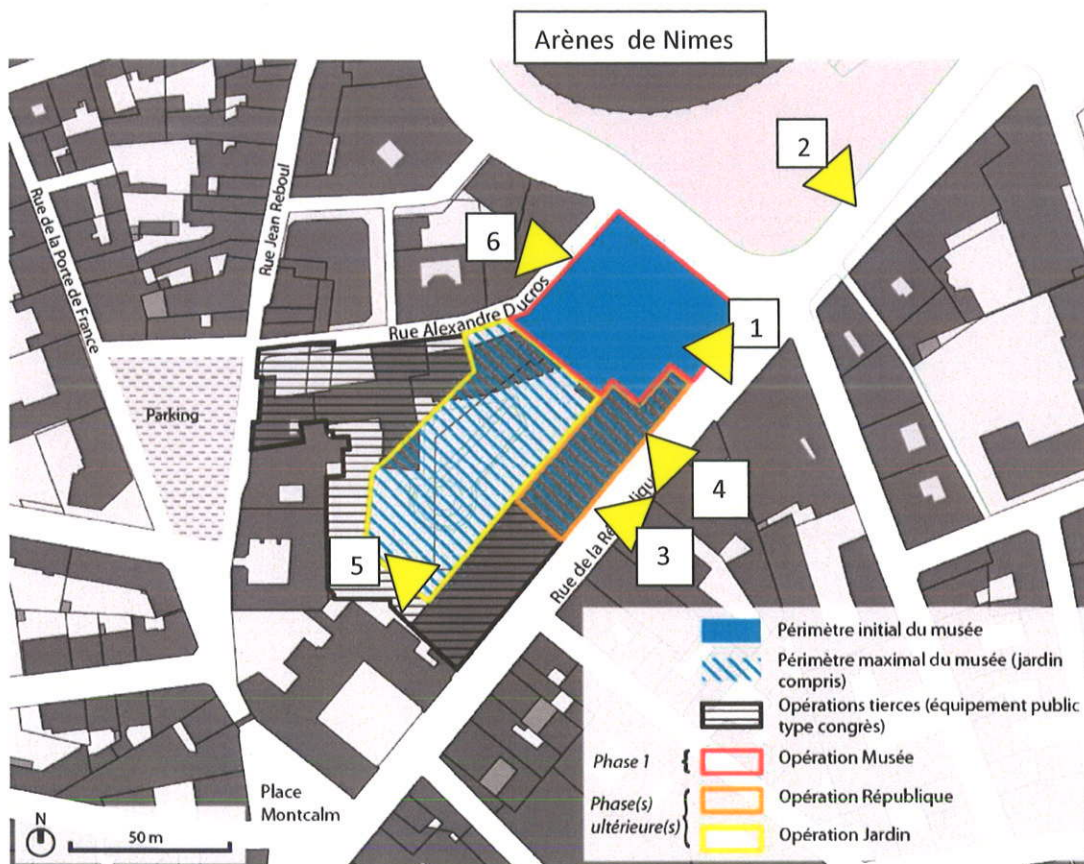 Arènes de Nimes
Rue de la Porte de France
Rue Jean Reboul
2
6
Rue Alexandre Ducros
1
Parking
4
5
3
Rue de la Ré lique
Périmètre initial du musée
Périmètre maximal du musée (jardin
compris)
Opérations tierces (équipement public
type congrès)
Phase 1 {
Opération Musée
Phase(s)
ultérieure(s) {
Opération République
Opération Jardin
Place
Montcalm
N
50 m